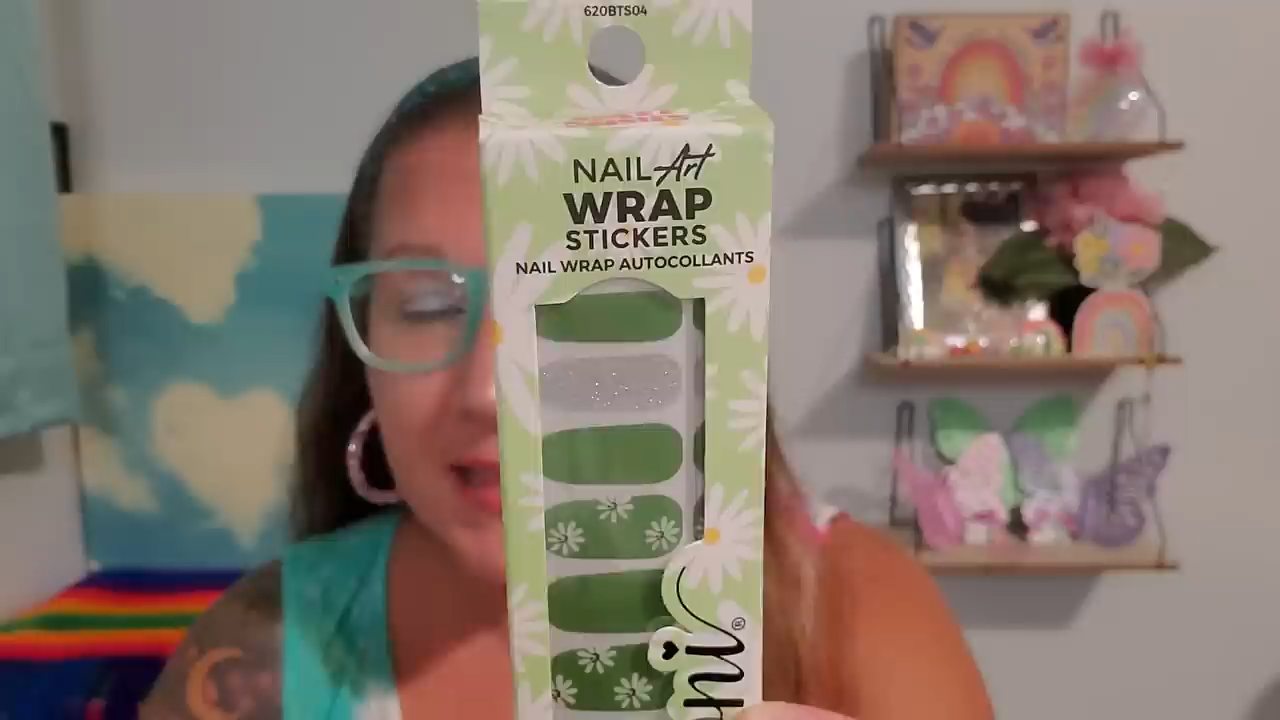 620BTS04
NAIL Art
WRAP
STICKERS
NAIL WRAP AUTOCOLLANTS
®